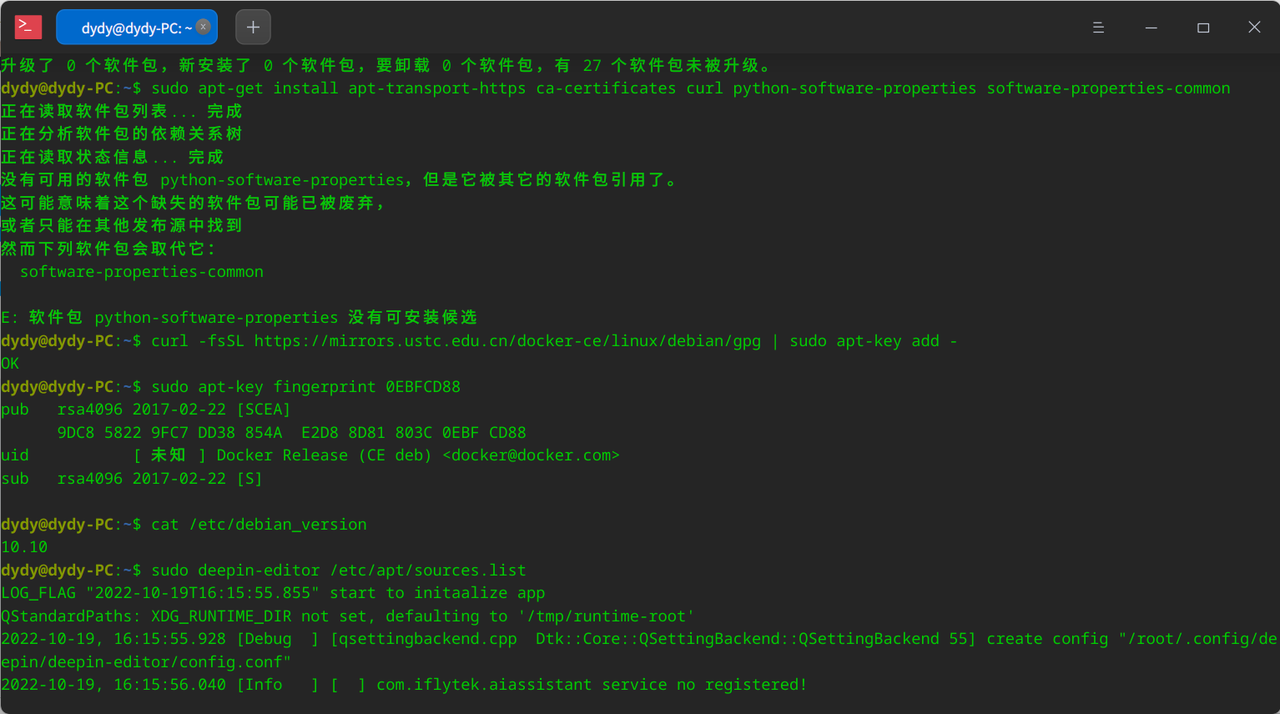 dydy@dydy-PC: ~
升级了 0 个软件包，新安装了 0 个软件包，要卸载 0 个软件包，有 27 个软件包未被升级。
dydy@dydy-PC:~$ sudo apt-get install apt-transport-https ca-certificates curl python-software-properties software-properties-common
正在读取软件包列表... 完成
正在分析软件包的依赖关系树
正在读取状态信息... 完成
没有可用的软件包 python-software-properties，但是它被其它的软件包引用了。
这可能意味着这个缺失的软件包可能已被废弃，
或者只能在其他发布源中找到
然而下列软件包会取代它：
  software-properties-common
E: 软件包 python-software-properties 没有可安装候选
dydy@dydy-PC:~$ curl -fsSL https://mirrors.ustc.edu.cn/docker-ce/linux/debian/gpg | sudo apt-key add -
OK
dydy@dydy-PC:~$ sudo apt-key fingerprint 0EBFCD88
pub   rsa4096 2017-02-22 [SCEA]
      9DC8 5822 9FC7 DD38 854A  E2D8 8D81 803C 0EBF CD88
uid           [ 未知 ] Docker Release (CE deb) <docker@docker.com>
sub   rsa4096 2017-02-22 [S]
dydy@dydy-PC:~$ cat /etc/debian_version
10.10
dydy@dydy-PC:~$ sudo deepin-editor /etc/apt/sources.list
LOG_FLAG "2022-10-19T16:15:55.855" start to initaalize app
QStandardPaths: XDG_RUNTIME_DIR not set, defaulting to '/tmp/runtime-root'
2022-10-19, 16:15:55.928 [Debug  ] [qsettingbackend.cpp  Dtk::Core::QSettingBackend::QSettingBackend 55] create config "/root/.config/de
epin/deepin-editor/config.conf"
2022-10-19, 16:15:56.040 [Info   ] [  ] com.iflytek.aiassistant service no registered!